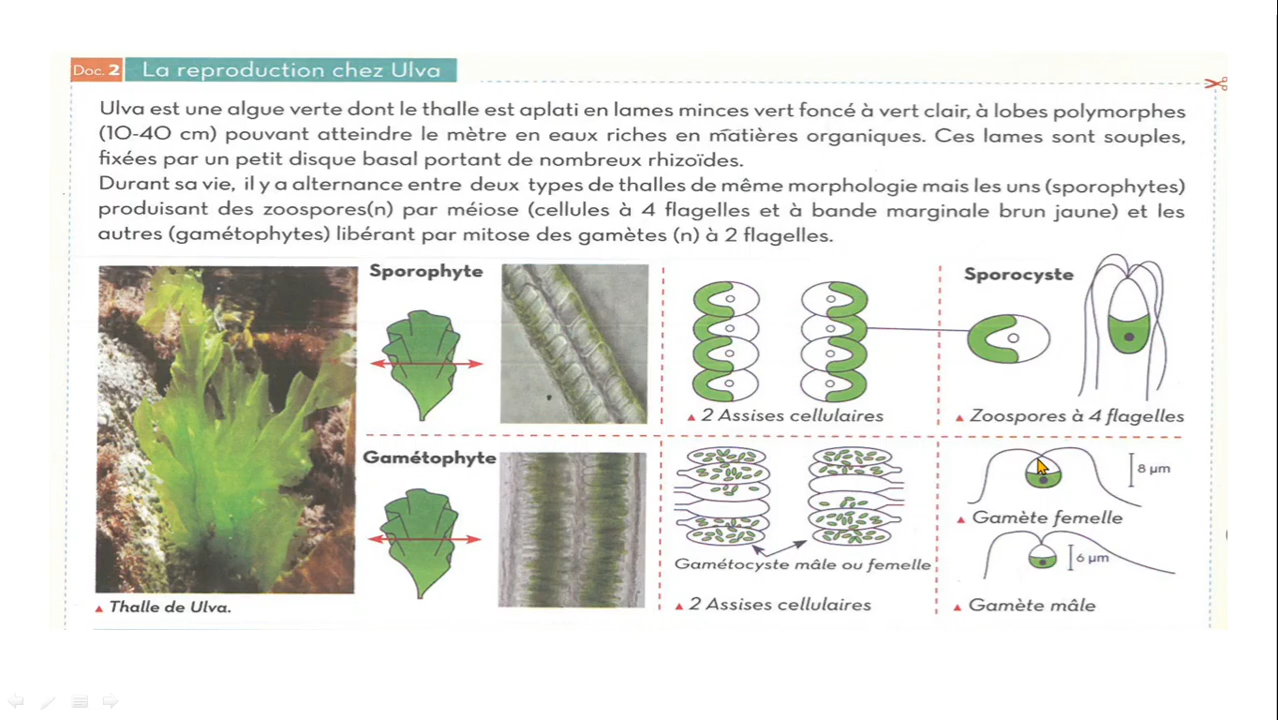 Doc. 2 La reproduction chez Ulva
Ulva est une algue verte dont le thalle est aplati en lames minces vert foncé à vert clair, à lobes polymorphes
(10-40 cm) pouvant atteindre le mètre en eaux riches en matières organiques. Ces lames sont souples,
fixées par un petit disque basal portant de nombreux rhizoïdes.
Durant sa vie, il y a alternance entre deux types de thalles de même morphologie mais les uns (sporophytes)
produisant des zoospores(n) par méiose (cellules à 4 flagelles et à bande marginale brun jaune) et les
autres (gamétophytes) libérant par mitose des gamètes (n) à 2 flagelles.
Sporophyte
Sporocyste
2 Assises cellulaires
Zoospores à 4 flagelles
Gamétophyte
8 µm
Gamète femelle
6 µm
Gamétocyste mâle ou femelle
Thalle de Ulva.
2 Assises cellulaires
Gamète mâle